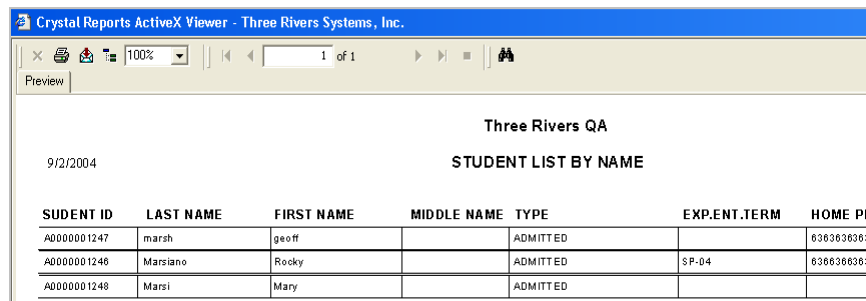 Crystal Reports ActiveX Viewer - Three Rivers Systems, Inc.
100% 1 of 1
Preview
Three Rivers QA
9/2/2004 STUDENT LIST BY NAME
SUDENT ID LAST NAME FIRST NAME MIDDLE NAME TYPE EXP.ENT.TERM HOME
A0000001247 marsh geoff ADMITTED
A0000001246 Marsiano Rocky ADMITTED SP-04
A0000001248 Marsi Mary ADMITTED